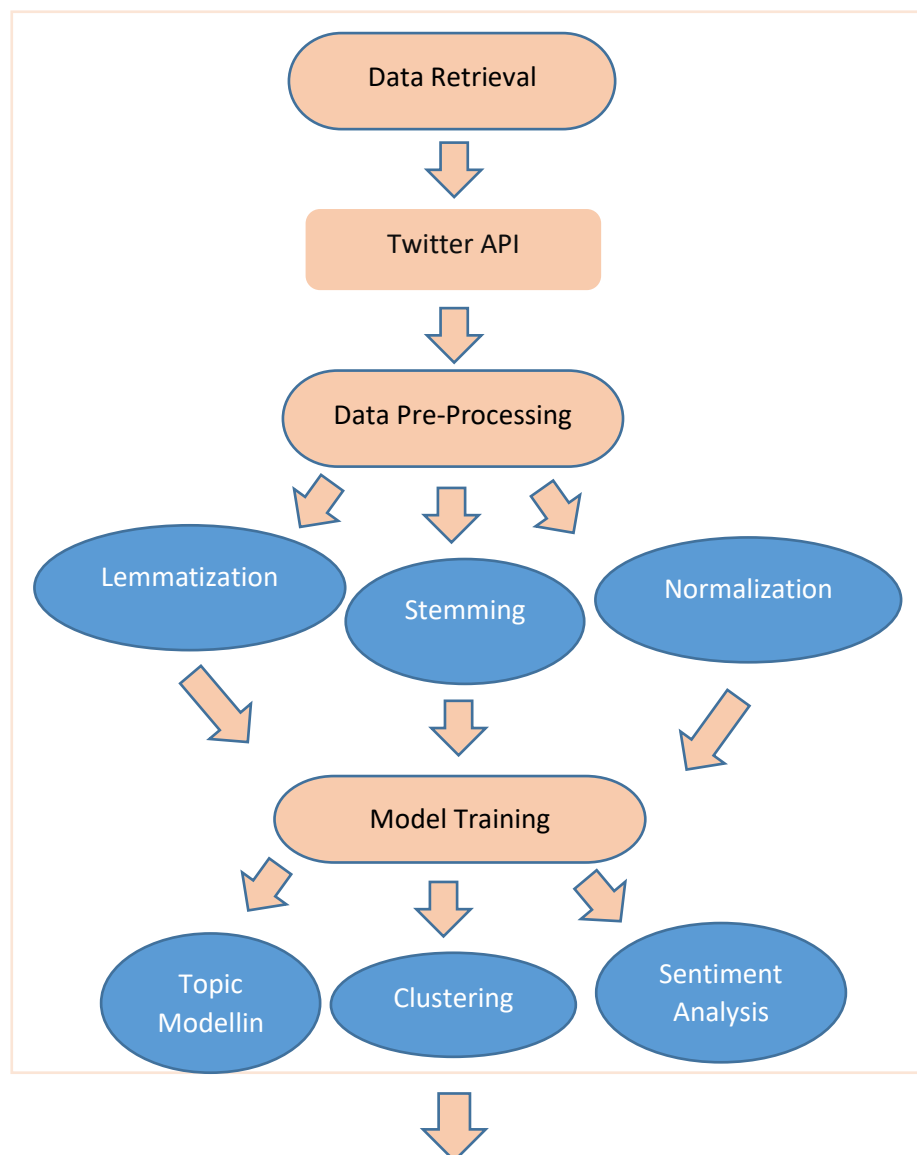 Data Retrieval
Twitter API
Data Pre-Processing
Lemmatization
Stemming
Normalization
Model Training
Topic
Modellin
Clustering
Sentiment
Analysis